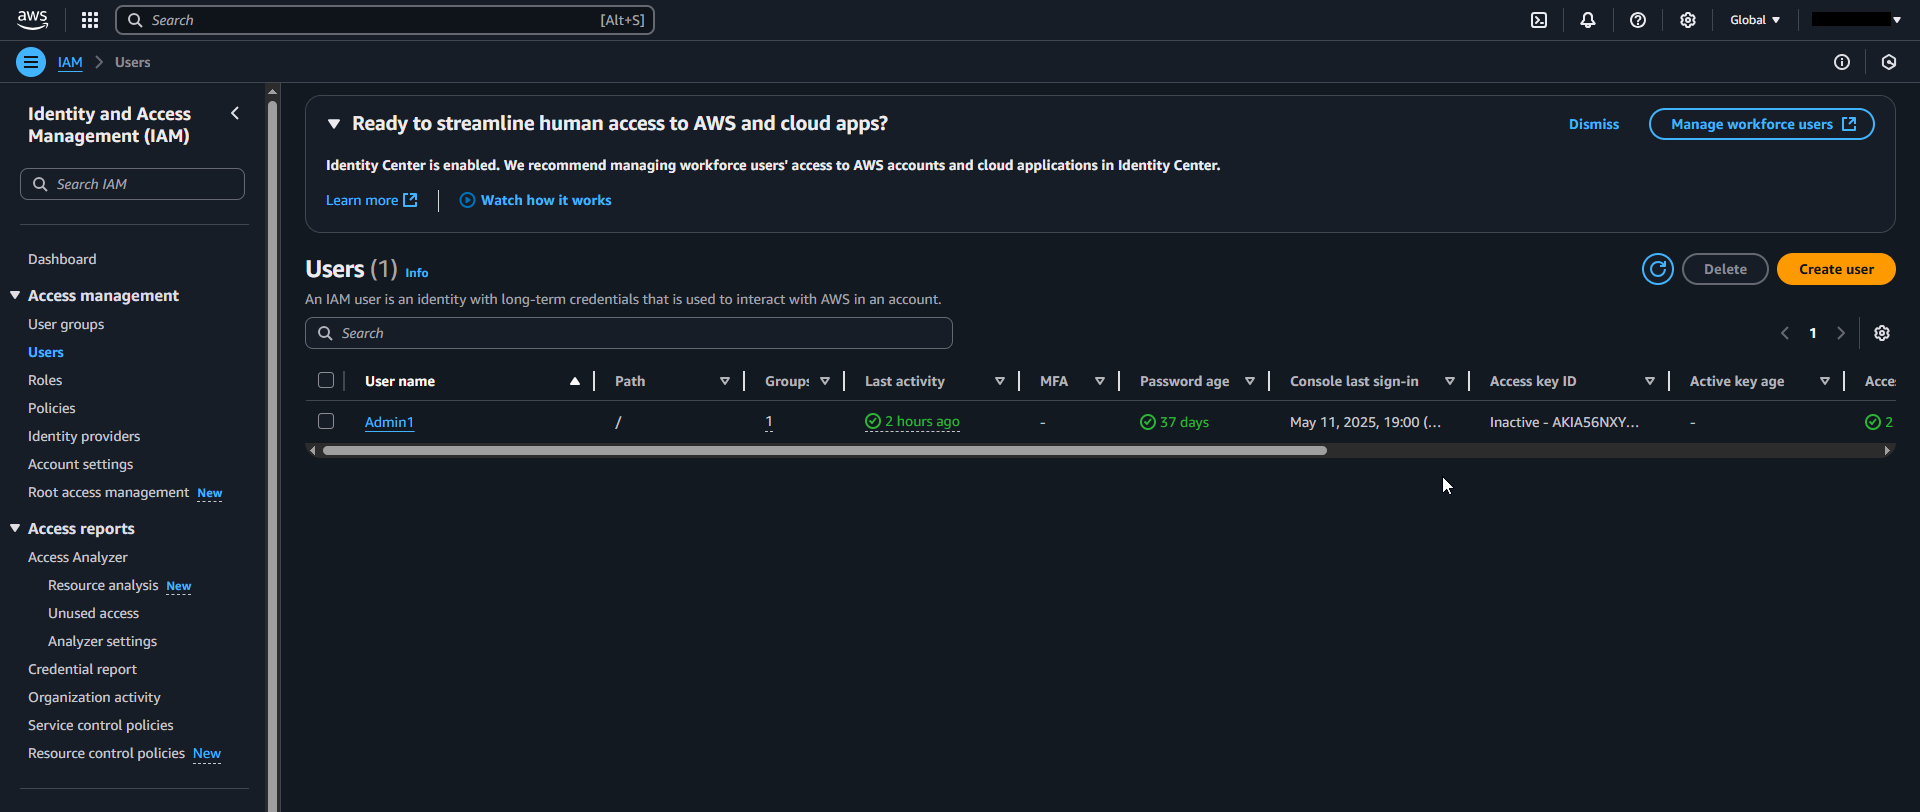 aws
Search [Alt+S]
Global
IAM > Users
Identity and Access
Management (IAM)
Search IAM
Dashboard
Access management
User groups
Users
Roles
Policies
Identity providers
Account settings
Root access management New
Access reports
Access Analyzer
Resource analysis New
Unused access
Analyzer settings
Credential report
Organization activity
Service control policies
Resource control policies New
Ready to streamline human access to AWS and cloud apps?
Dismiss
Manage workforce users
Identity Center is enabled. We recommend managing workforce users' access to AWS accounts and cloud applications in Identity Center.
Learn more
Watch how it works
Users (1) Info
Delete
Create user
An IAM user is an identity with long-term credentials that is used to interact with AWS in an account.
Search
1
User name Path Groups Last activity MFA Password age Console last sign-in Access key ID Active key age Acce
Admin1 / 1 2 hours ago - 37 days May 11, 2025, 19:00 (... Inactive - AKIA56NXY... - 2